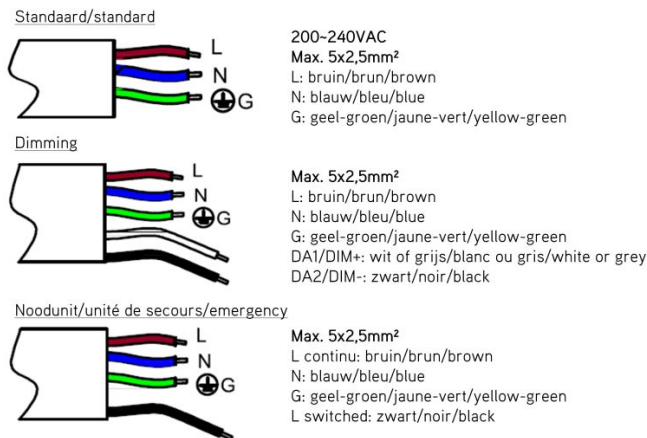 Standaard/standard
L
N
G
200~240VAC
Max. 5x2,5mm²
L: bruin/brun/brown
N: blauw/bleu/blue
G: geel-groen/jaune-vert/yellow-green
Dimming
L
N
G
Max. 5x2,5mm²
L: bruin/brun/brown
N: blauw/bleu/blue
G: geel-groen/jaune-vert/yellow-green
DA1/DIM+: wit of grijs/blanc ou gris/white or grey
DA2/DIM-: zwart/noir/black
Noodunit/unité de secours/emergency
L
N
G
Max. 5x2,5mm²
L continu: bruin/brun/brown
N: blauw/bleu/blue
G: geel-groen/jaune-vert/yellow-green
L switched: zwart/noir/black